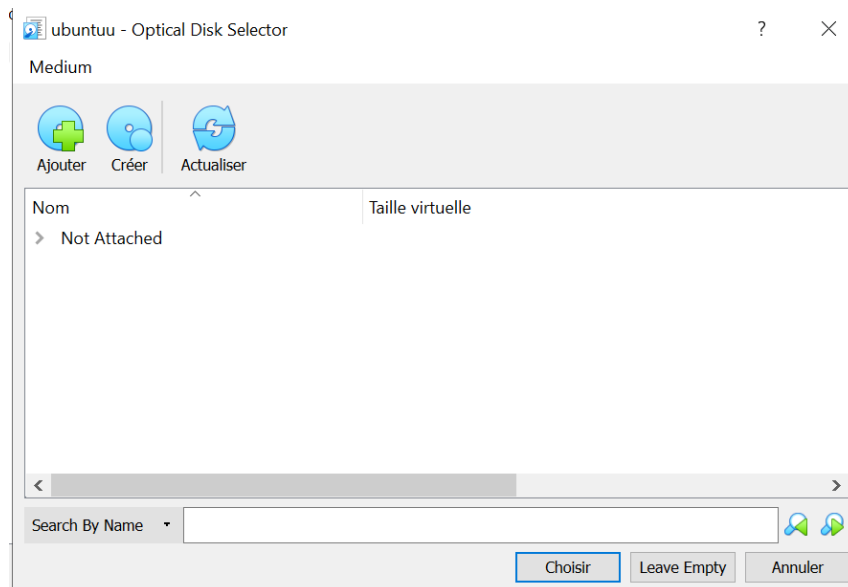 ubuntuu - Optical Disk Selector
?
Medium
Ajouter Créer Actualiser
Nom Taille virtuelle
Not Attached
Search By Name
Choisir Leave Empty Annuler